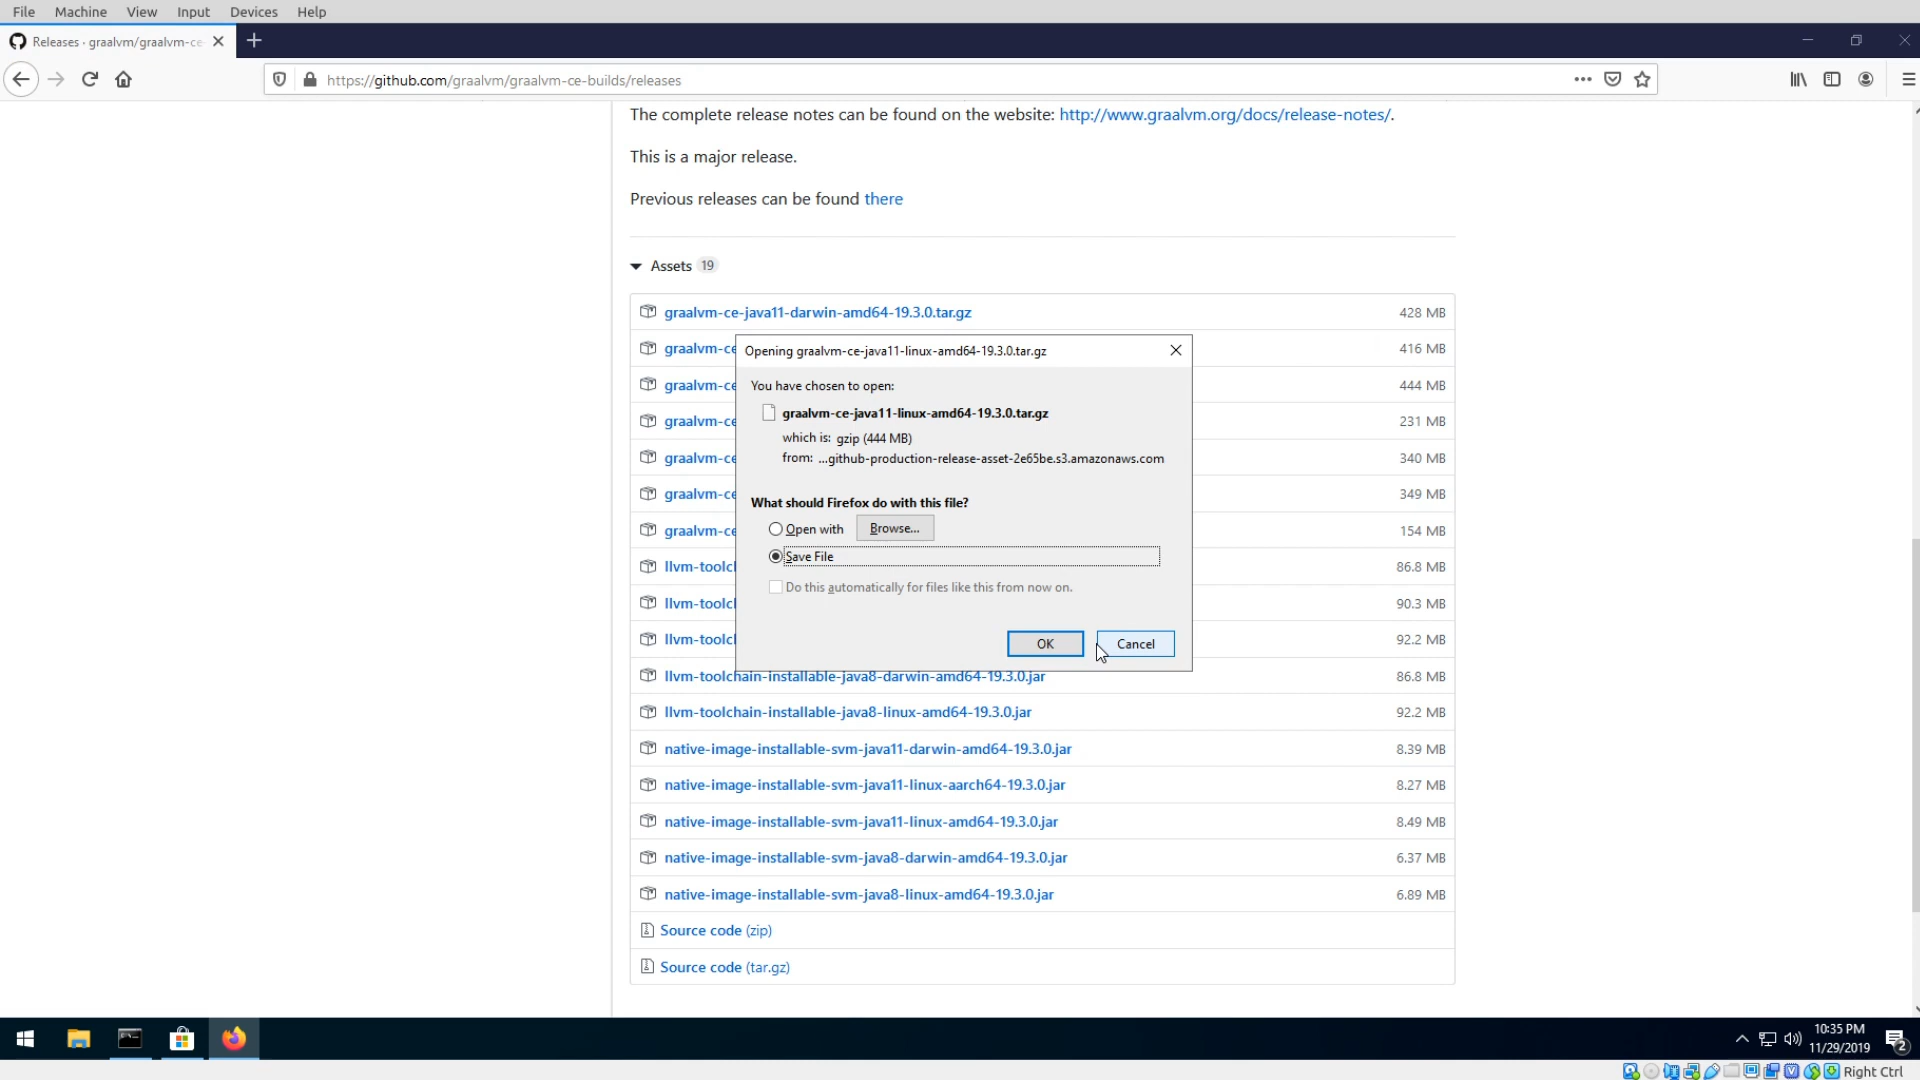 File Machine View Input Devices Help
Releases · graalvm/graalvm-ce-
https://github.com/graalvm/graalvm-ce-builds/releases
The complete release notes can be found on the website: http://www.graalvm.org/docs/release-notes/.
This is a major release.
Previous releases can be found there
Assets 19
graalvm-ce-java11-darwin-amd64-19.3.0.tar.gz 428 MB
graalvm-ce 416 MB
graalvm-ce 444 MB
graalvm-ce 231 MB
graalvm-ce 340 MB
graalvm-ce 349 MB
graalvm-ce 154 MB
llvm-toolch 86.8 MB
llvm-toolch 90.3 MB
llvm-toolch 92.2 MB
llvm-toolchain-installable-java8-darwin-amd64-19.3.0.jar 86.8 MB
llvm-toolchain-installable-java8-linux-amd64-19.3.0.jar 92.2 MB
native-image-installable-svm-java11-darwin-amd64-19.3.0.jar 8.39 MB
native-image-installable-svm-java11-linux-aarch64-19.3.0.jar 8.27 MB
native-image-installable-svm-java11-linux-amd64-19.3.0.jar 8.49 MB
native-image-installable-svm-java8-darwin-amd64-19.3.0.jar 6.37 MB
native-image-installable-svm-java8-linux-amd64-19.3.0.jar 6.89 MB
Source code (zip)
Source code (tar.gz)
Opening graalvm-ce-java11-linux-amd64-19.3.0.tar.gz
You have chosen to open:
graalvm-ce-java11-linux-amd64-19.3.0.tar.gz
which is: gzip (444 MB)
from: ...github-production-release-asset-2e65be.s3.amazonaws.com
What should Firefox do with this file?
Open with Browse...
Save File
Do this automatically for files like this from now on.
OK Cancel
10:35 PM
11/29/2019
2
Right Ctrl